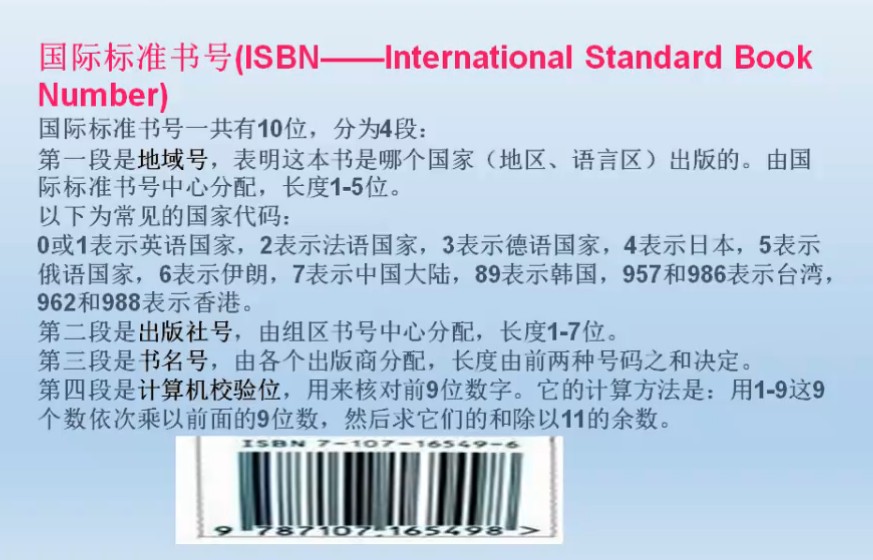 国际标准书号(ISBN——International Standard Book
Number)
国际标准书号一共有10位，分为4段：
第一段是地域号，表明这本书是哪个国家（地区、语言区）出版的。由国
际标准书号中心分配，长度1-5位。
以下为常见的国家代码：
0或1表示英语国家，2表示法语国家，3表示德语国家，4表示日本，5表示
俄语国家，6表示伊朗，7表示中国大陆，89表示韩国，957和986表示台湾，
962和988表示香港。
第二段是出版社号，由组区书号中心分配，长度1-7位。
第三段是书名号，由各个出版商分配，长度由前两种号码之和决定。
第四段是计算机校验位，用来核对前9位数字。它的计算方法是：用1-9这9
个数依次乘以前面的9位数，然后求它们的和除以11的余数。
ISBN 7-107-16549-6
9 787107 165498 >